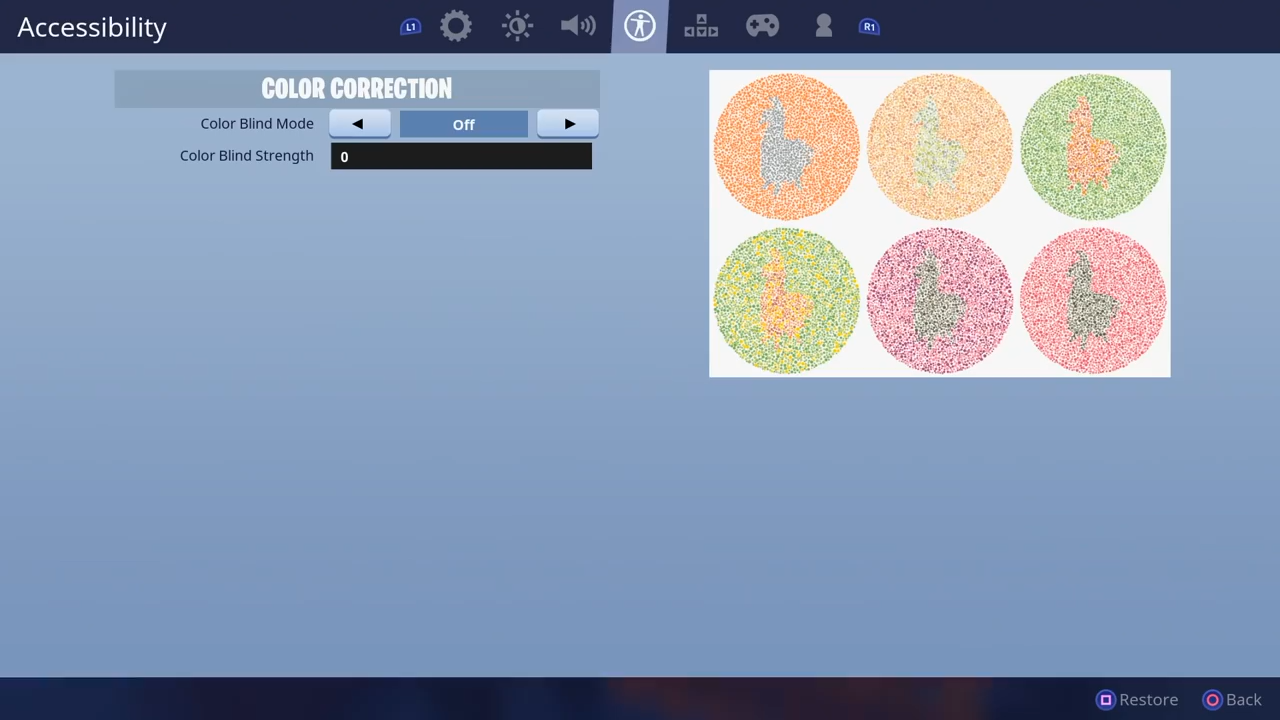 Accessibility
L1
R1
COLOR CORRECTION
Color Blind Mode
Off
Color Blind Strength
0
Restore
Back